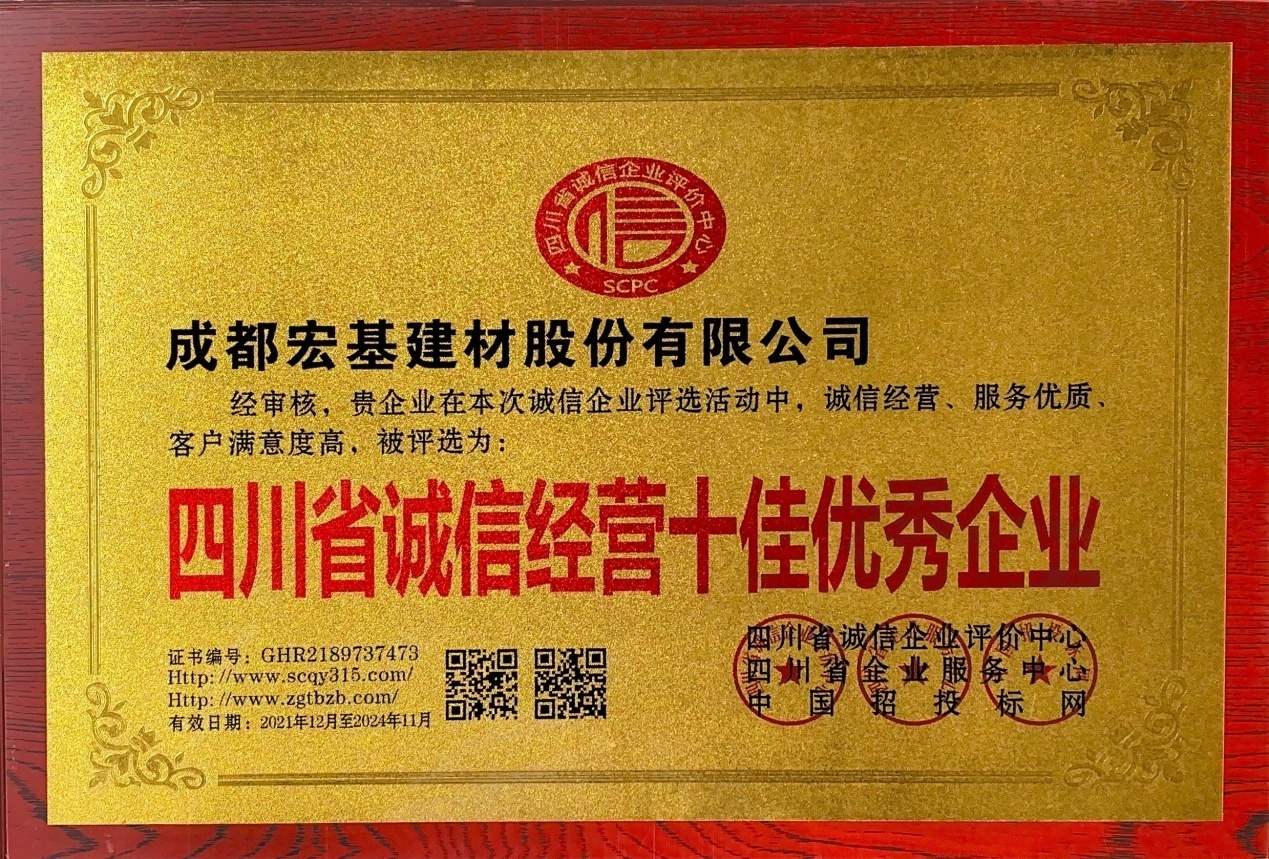 四川省诚信企业评价中心
信
SCPC
成都宏基建材股份有限公司
经审核，贵企业在本次诚信企业评选活动中，诚信经营、服务优质、
客户满意度高，被评选为：
四川省诚信经营十佳优秀企业
证书编号：GHR2189737473
Http://www.scqy315.com/
Http://www.zgtbzb.com/
有效日期：2021年12月至2024年11月
四川省诚信企业评价中心
四川省企业服务中心
中国招投标网